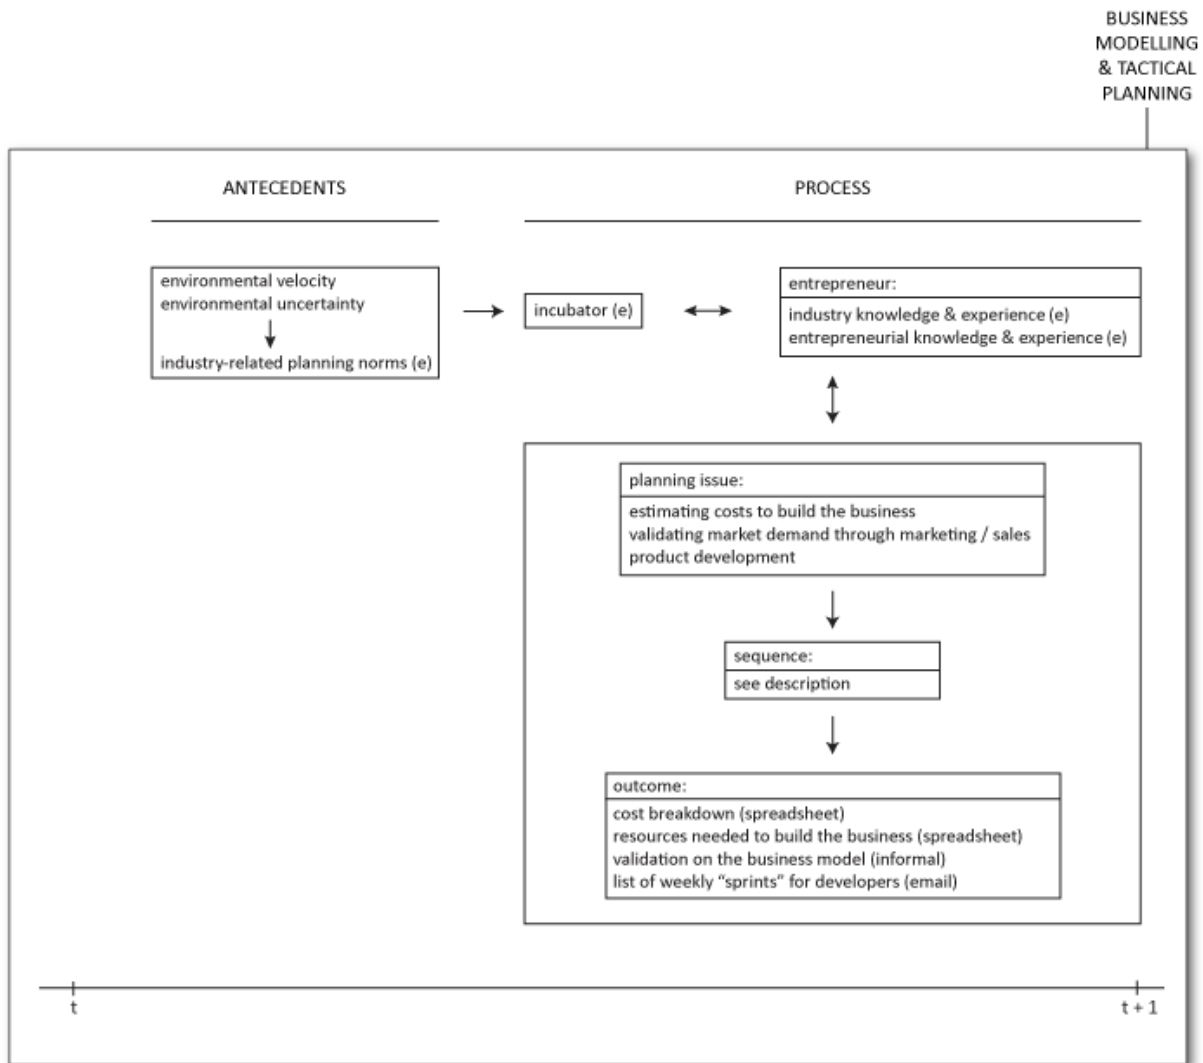 BUSINESS
MODELLING
& TACTICAL
PLANNING
ANTECEDENTS
PROCESS
environmental velocity
environmental uncertainty
industry-related planning norms (e)
incubator (e)
entrepreneur:
industry knowledge & experience (e)
entrepreneurial knowledge & experience (e)
planning issue:
estimating costs to build the business
validating market demand through marketing / sales
product development
sequence:
see description
outcome:
cost breakdown (spreadsheet)
resources needed to build the business (spreadsheet)
validation on the business model (informal)
list of weekly “sprints” for developers (email)
t
t + 1